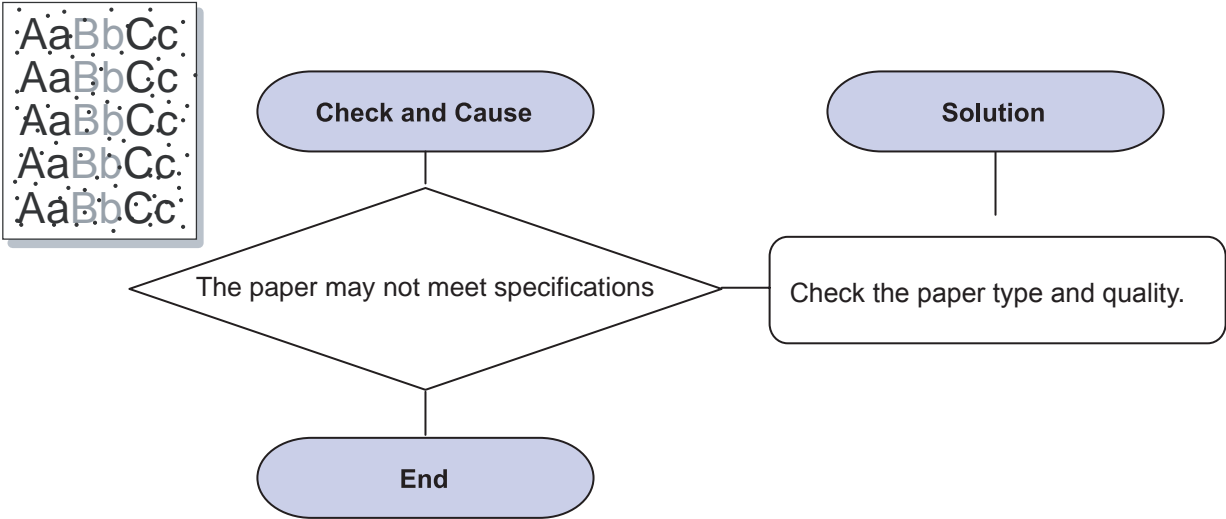 AaBbCc
AaBbCc
AaBbCc
AaBbCc
AaBbCc
Check and Cause
Solution
The paper may not meet specifications
Check the paper type and quality.
End